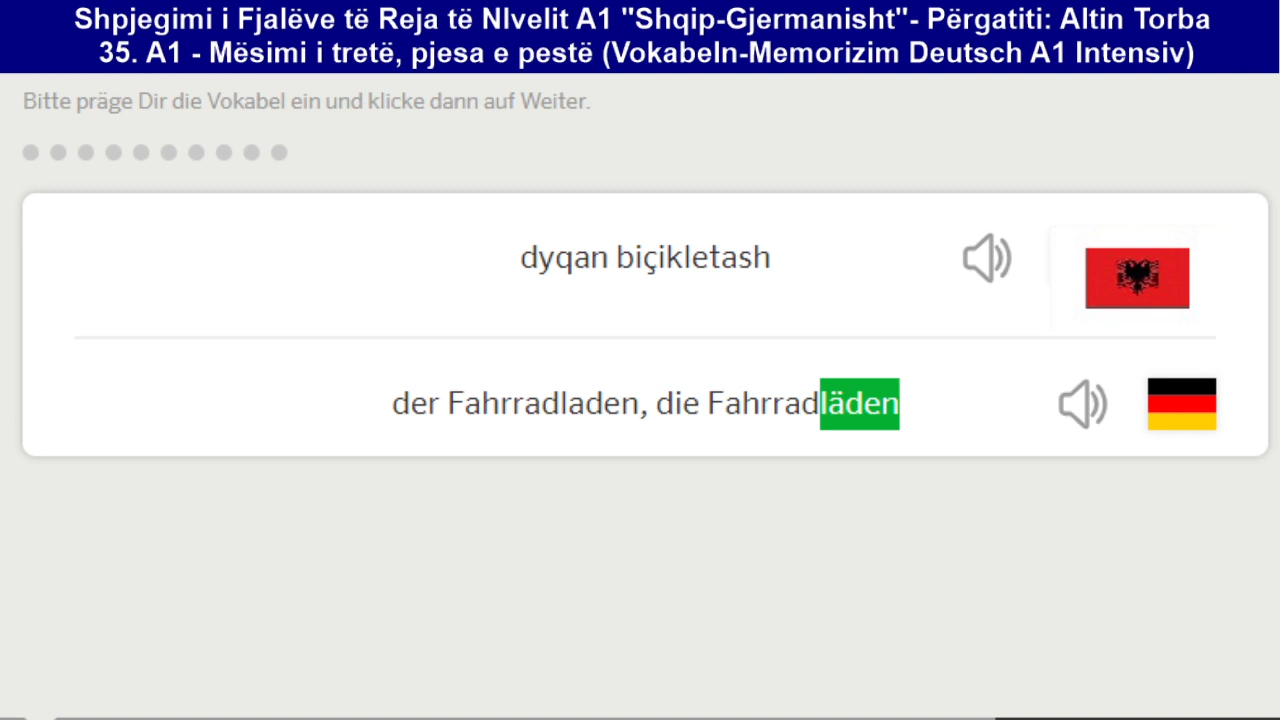 Shpjegimi i Fjalëve të Reja të NIvelit A1 "Shqip-Gjermanisht"- Përgatiti: Altin Torba
35. A1 - Mësimi i tretë, pjesa e pestë (Vokabeln-Memorizim Deutsch A1 Intensiv)
Bitte präge Dir die Vokabel ein und klicke dann auf Weiter.
dyqan biçikletash
der Fahrradladen, die Fahrradläden